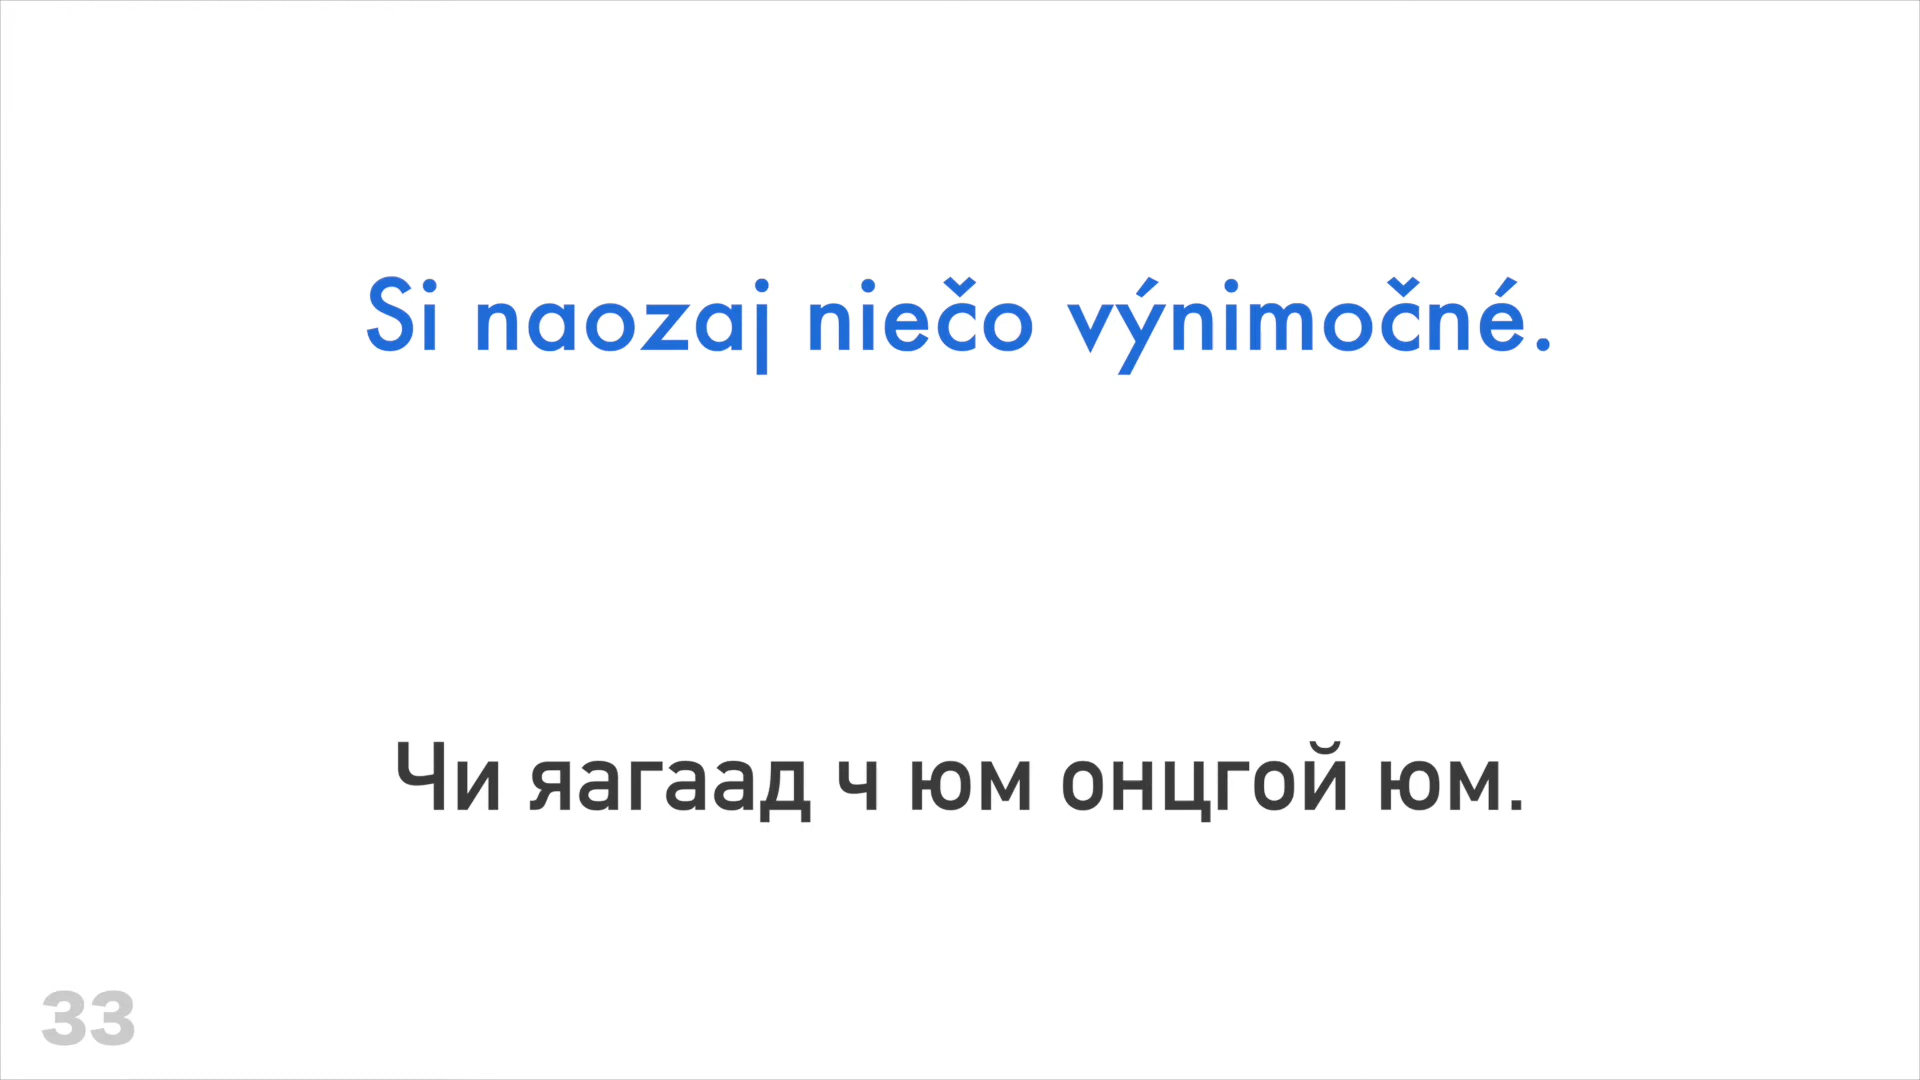 Si naozaj niečo výnimočné.
Чи яагаад ч юм онцгой юм.
33